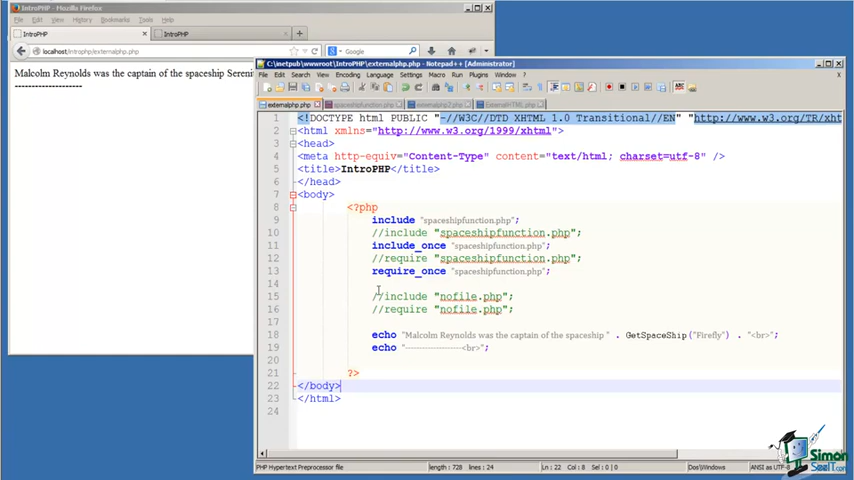 IntroPHP - Mozilla Firefox
File Edit View History Bookmarks Tools Help
IntroPHP
IntroPHP
localhost/introphp/externalphp.php
Google
Malcolm Reynolds was the captain of the spaceship Sereni
--------------------
C:\inetpub\wwwroot\IntroPHP\externalphp.php - Notepad++ [Administrator]
File Edit Search View Encoding Language Settings Macro Run Plugins Window ?
externalphp.php
spaceshipfunction.php
externalphp2.php
ExternalHTML.php
1 <!DOCTYPE html PUBLIC "-//W3C//DTD XHTML 1.0 Transitional//EN" "http://www.w3.org/TR/xht
2 <html xmlns="http://www.w3.org/1999/xhtml">
3 <head>
4 <meta http-equiv="Content-Type" content="text/html; charset=utf-8" />
5 <title>IntroPHP</title>
6 </head>
7 <body>
8 <?php
9 include "spaceshipfunction.php";
10 //include "spaceshipfunction.php";
11 include_once "spaceshipfunction.php";
12 //require "spaceshipfunction.php";
13 require_once "spaceshipfunction.php";
14
15 //include "nofile.php";
16 //require "nofile.php";
17
18 echo "Malcolm Reynolds was the captain of the spaceship " . GetSpaceShip("Firefly") . "<br>";
19 echo "--------------------<br>";
20
21 ?>
22 </body>
23 </html>
24
PHP Hypertext Preprocessor file length : 728 lines : 24 Ln : 22 Col : 8 Sel : 0 | 0 Dos\Windows ANSI as UTF-8
Simon
SezIT.com